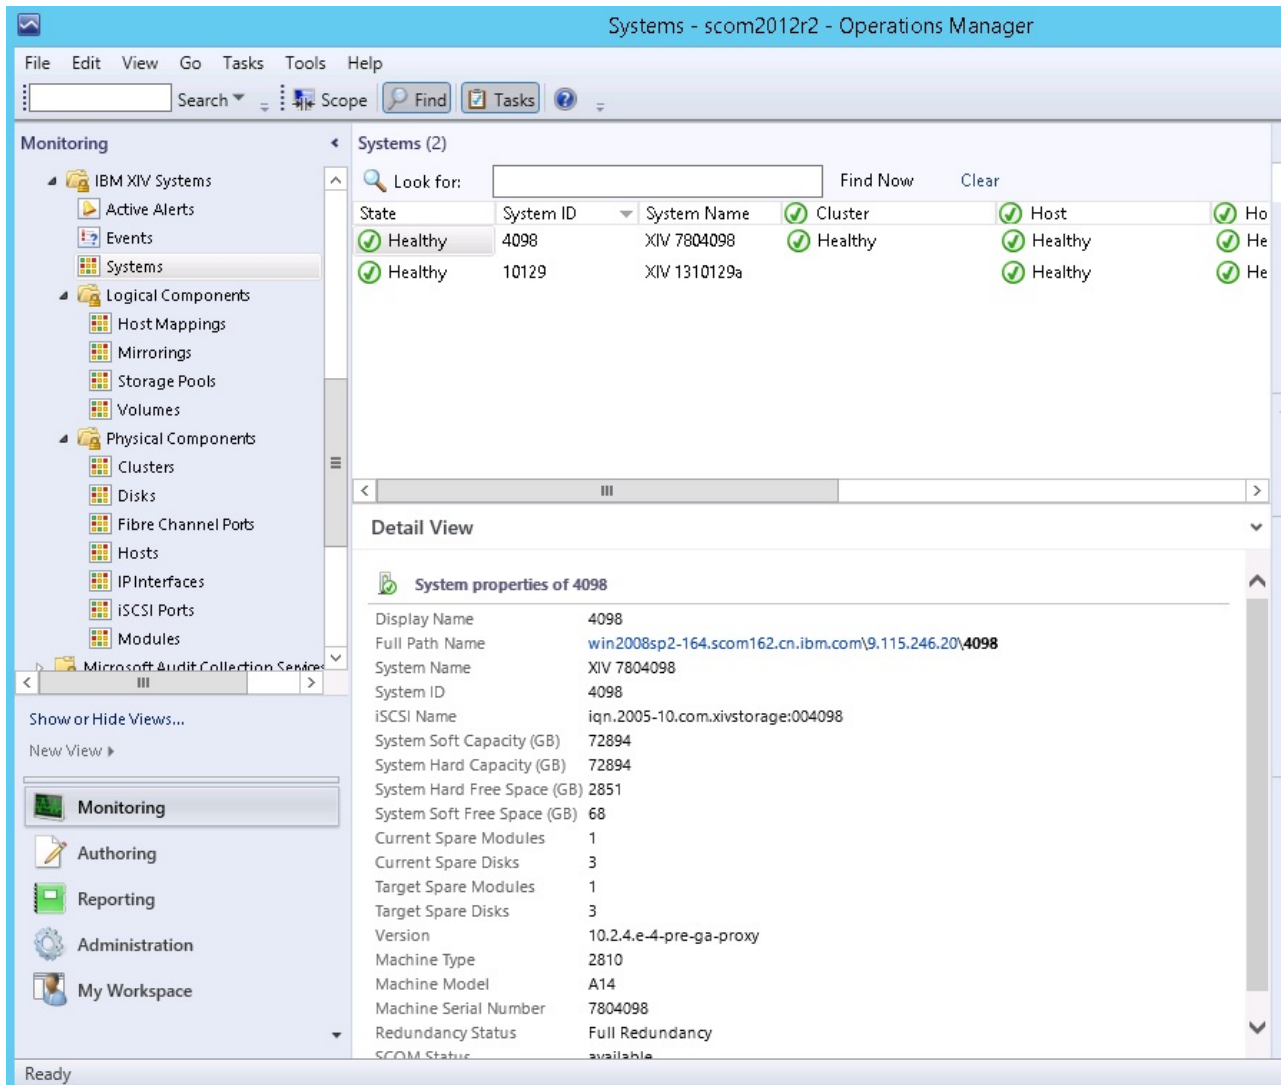 Systems - scom2012r2 - Operations Manager
File Edit View Go Tasks Tools Help
Search Scope Find Tasks
Monitoring
IBM XIV Systems
Active Alerts
Events
Systems
Logical Components
Host Mappings
Mirrorings
Storage Pools
Volumes
Physical Components
Clusters
Disks
Fibre Channel Ports
Hosts
IP Interfaces
iSCSI Ports
Modules
Microsoft Audit Collection Services
Show or Hide Views...
New View
Monitoring
Authoring
Reporting
Administration
My Workspace
Systems (2)
Look for: Find Now Clear
State System ID System Name Cluster Host Ho
Healthy 4098 XIV 7804098 Healthy Healthy He
Healthy 10129 XIV 1310129a Healthy He
Detail View
System properties of 4098
Display Name 4098
Full Path Name win2008sp2-164.scom162.cn.ibm.com\9.115.246.20\4098
System Name XIV 7804098
System ID 4098
iSCSI Name iqn.2005-10.com.xivstorage:004098
System Soft Capacity (GB) 72894
System Hard Capacity (GB) 72894
System Hard Free Space (GB) 2851
System Soft Free Space (GB) 68
Current Spare Modules 1
Current Spare Disks 3
Target Spare Modules 1
Target Spare Disks 3
Version 10.2.4.e-4-pre-ga-proxy
Machine Type 2810
Machine Model A14
Machine Serial Number 7804098
Redundancy Status Full Redundancy
SCOM Status available
Ready